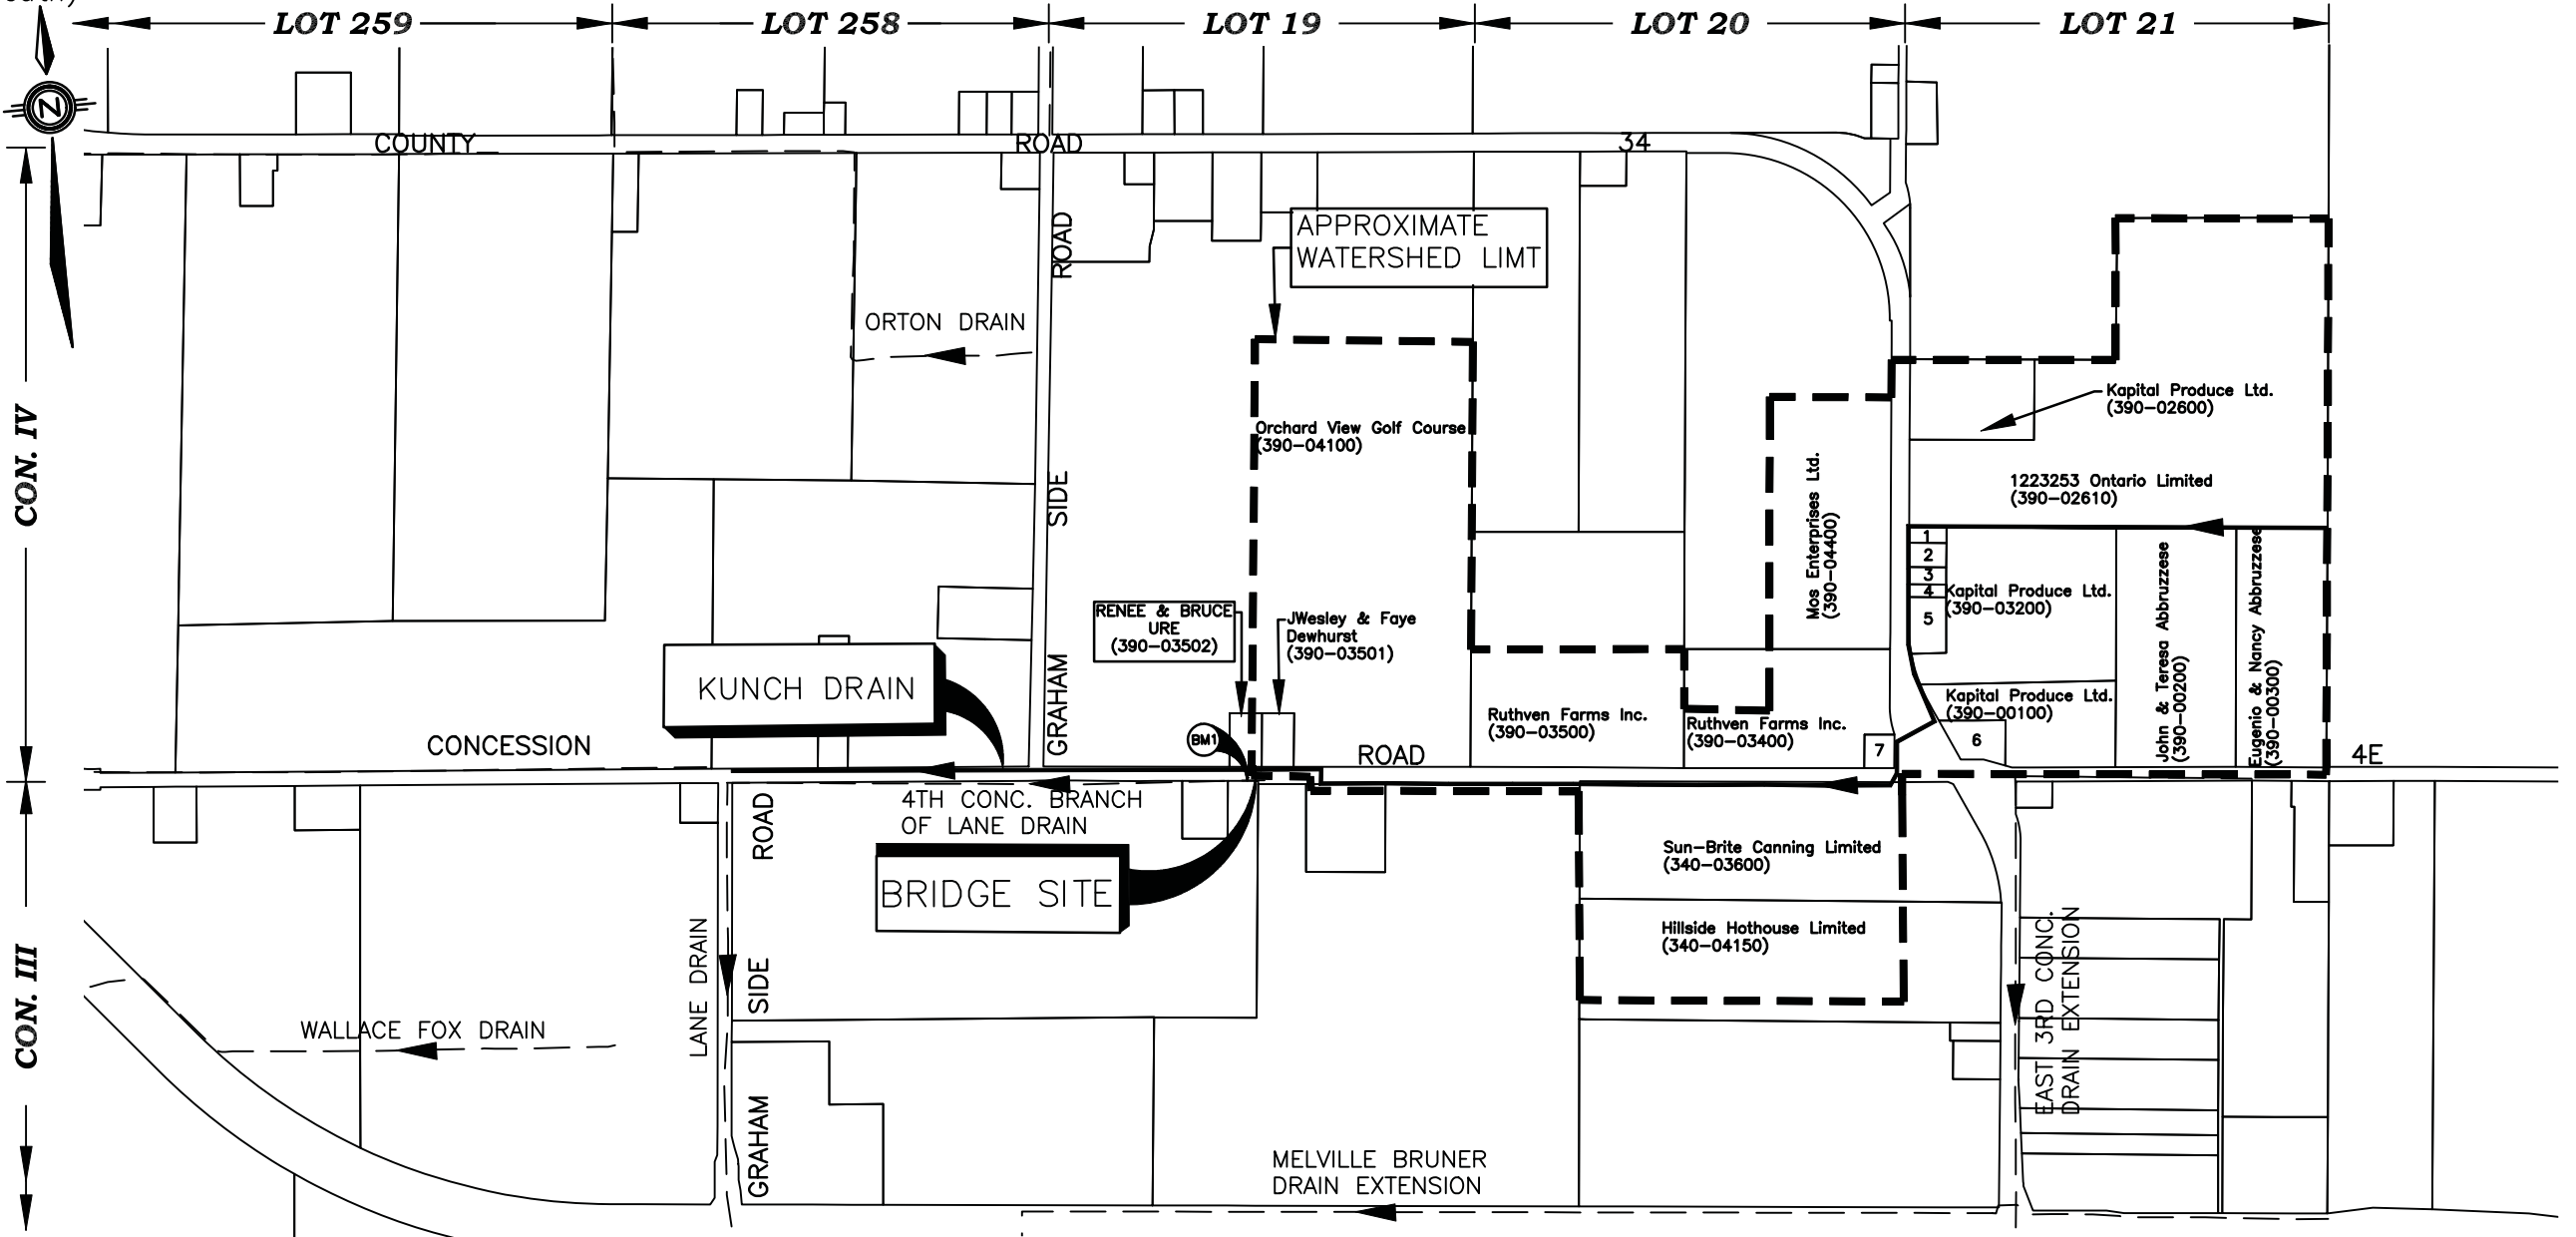 LOT 259
LOT 258
LOT 19
LOT 20
LOT 21
N
COUNTY
ROAD
34
CON. IV
ROAD
APPROXIMATE
WATERSHED LIMT
ORTON DRAIN
Kapital Produce Ltd.
(390-02600)
Orchard View Golf Course
(390-04100)
SIDE
Mos Enterprises Ltd.
(390-04400)
1223253 Ontario Limited
(390-02610)
1
2
3
4
5
Kapital Produce Ltd.
(390-03200)
John & Teresa Abbruzzese
(390-00200)
Eugenio & Nancy Abbruzzese
(390-00300)
RENEE & BRUCE
URE
(390-03502)
JWesley & Faye
Dewhurst
(390-03501)
KUNCH DRAIN
GRAHAM
Kapital Produce Ltd.
(390-00100)
Ruthven Farms Inc.
(390-03500)
Ruthven Farms Inc.
(390-03400)
6
7
BM1
CONCESSION
ROAD
4E
4TH CONC. BRANCH
OF LANE DRAIN
ROAD
BRIDGE SITE
Sun-Brite Canning Limited
(340-03600)
Hillside Hothouse Limited
(340-04150)
CON. III
LANE DRAIN
SIDE
EAST 3RD CONC.
DRAIN EXTENSION
WALLACE FOX DRAIN
GRAHAM
MELVILLE BRUNER
DRAIN EXTENSION